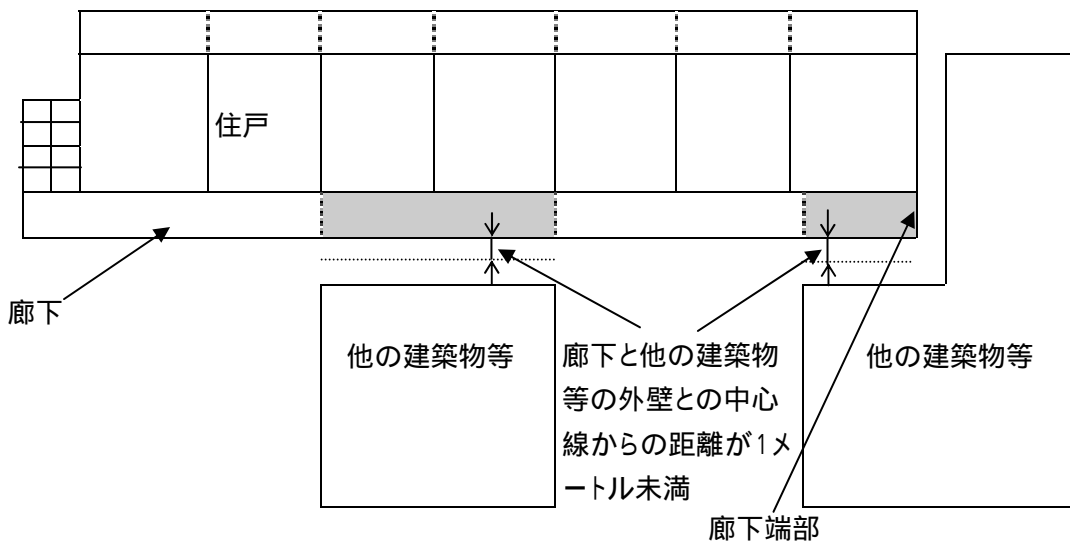 住戸
廊下
他の建築物等
廊下と他の建築物
等の外壁との中心
線からの距離が1メ
ートル未満
他の建築物等
廊下端部